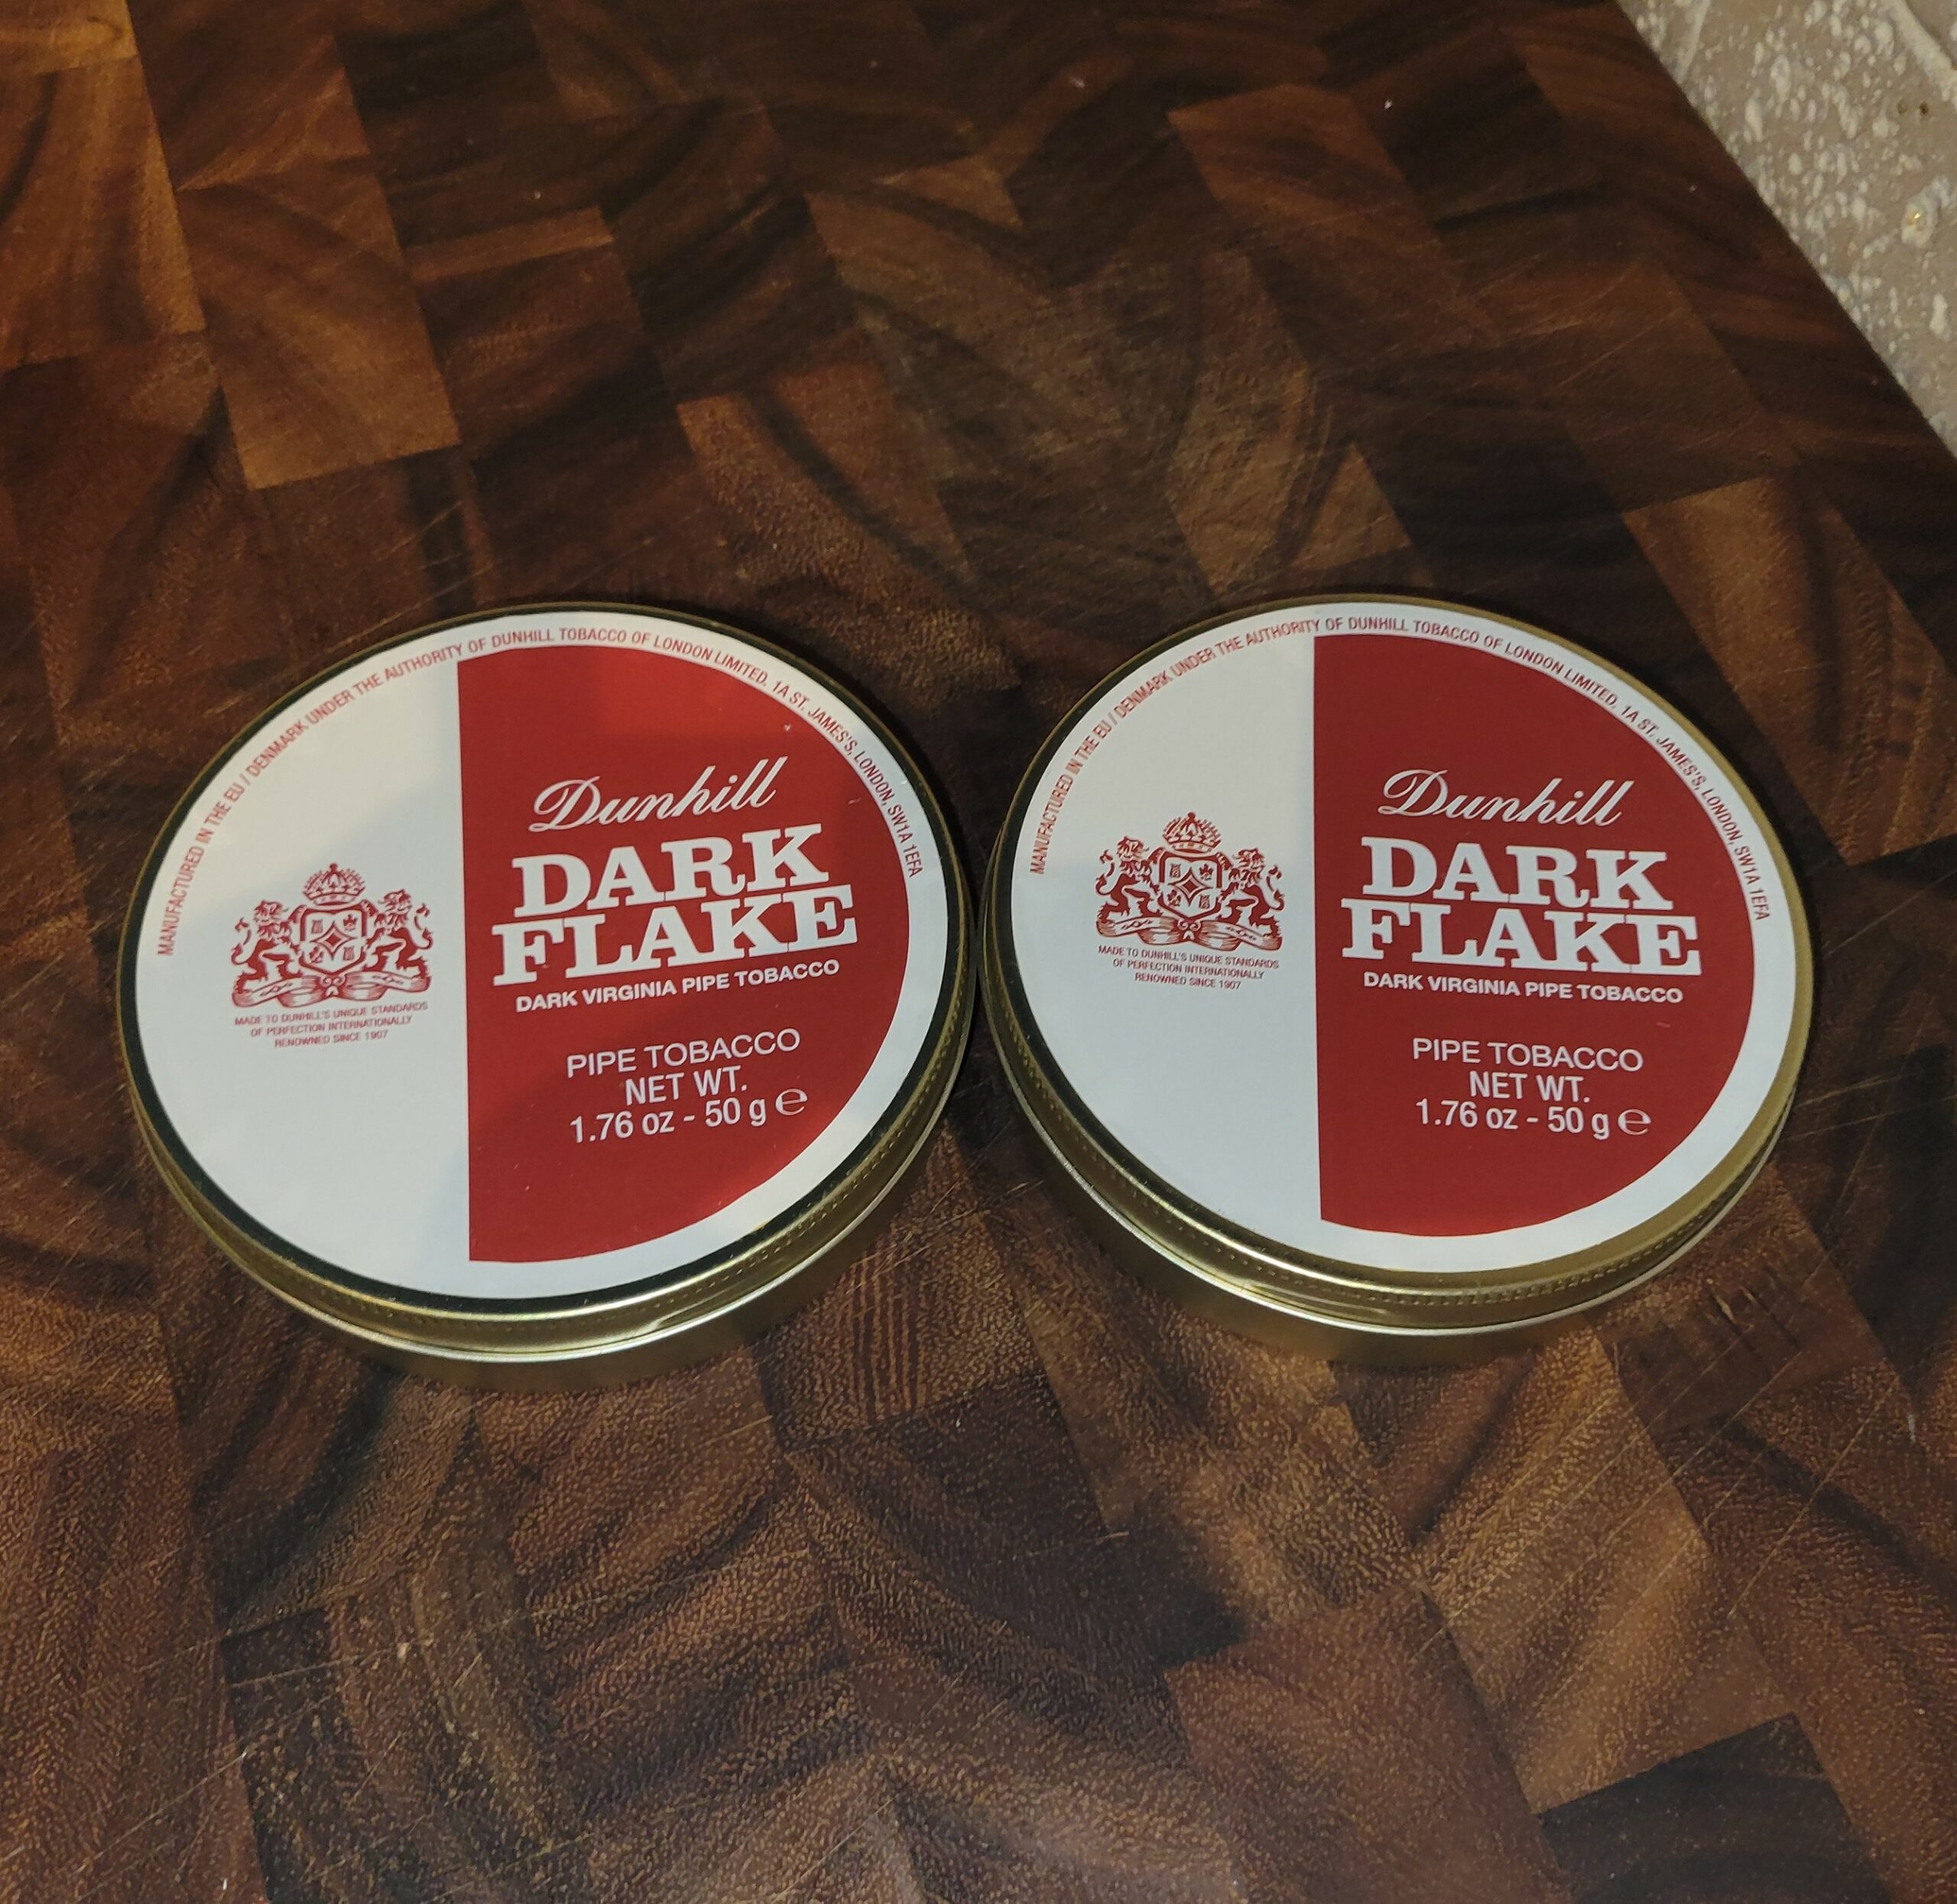 MANUFACTURED IN THE EU / DENMARK UNDER THE AUTHORITY OF DUNHILL TOBACCO OF LONDON LIMITED, 1A ST. JAMES'S, LONDON, SW1A 1EFA
Dunhill
DARK
FLAKE
DARK VIRGINIA PIPE TOBACCO
MADE TO DUNHILL'S UNIQUE STANDARDS
OF PERFECTION INTERNATIONALLY
RENOWNED SINCE 1907
PIPE TOBACCO
NET WT.
1.76 oz - 50 g ℮
MANUFACTURED IN THE EU / DENMARK UNDER THE AUTHORITY OF DUNHILL TOBACCO OF LONDON LIMITED, 1A ST. JAMES'S, LONDON, SW1A 1EFA
Dunhill
DARK
FLAKE
DARK VIRGINIA PIPE TOBACCO
MADE TO DUNHILL'S UNIQUE STANDARDS
OF PERFECTION INTERNATIONALLY
RENOWNED SINCE 1907
PIPE TOBACCO
NET WT.
1.76 oz - 50 g ℮